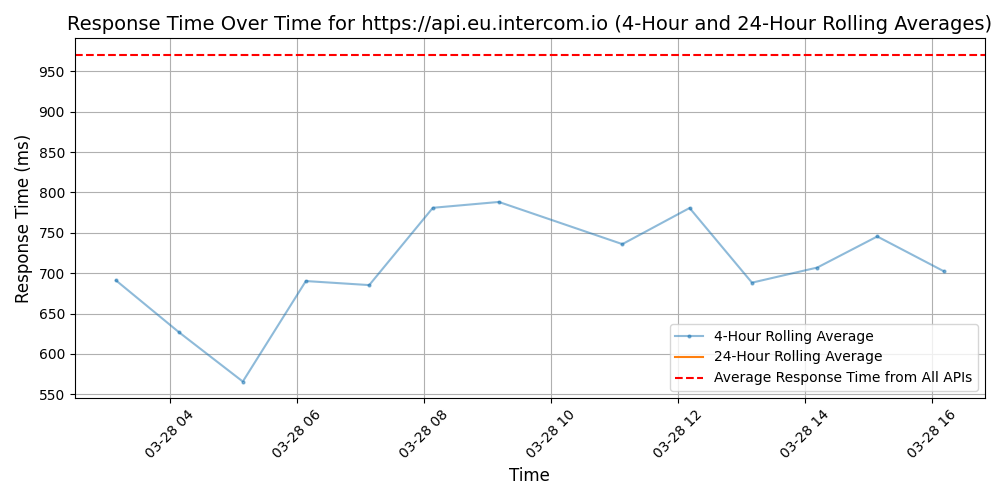 Response Time Over Time for https://api.eu.intercom.io (4-Hour and 24-Hour Rolling Averages)
Response Time (ms)
950
900
850
800
750
700
650
600
550
4-Hour Rolling Average
24-Hour Rolling Average
Average Response Time from All APIs
03-28 04
03-28 06
03-28 08
03-28 10
03-28 12
03-28 14
03-28 16
Time